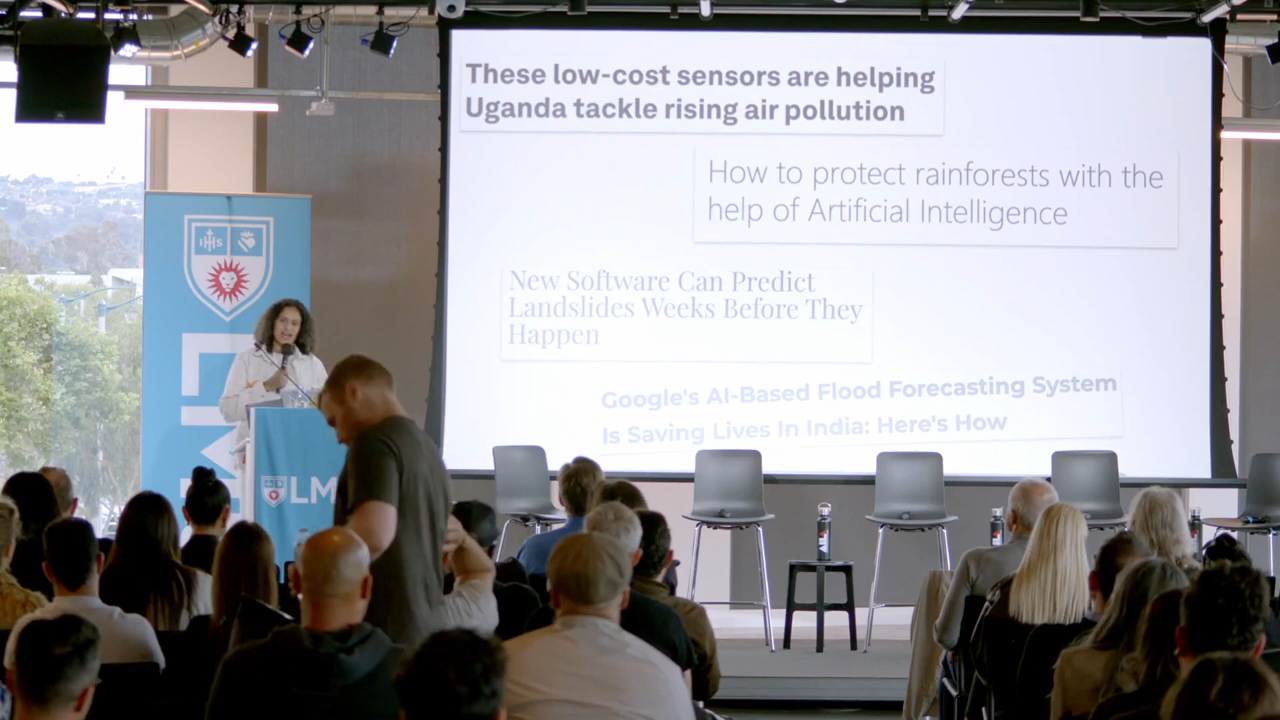 These low-cost sensors are helping
Uganda tackle rising air pollution
How to protect rainforests with the
help of Artificial Intelligence
New Software Can Predict
Landslides Weeks Before They
Happen
Google's AI-Based Flood Forecasting System
Is Saving Lives In India: Here's How
IHS
LM
LM